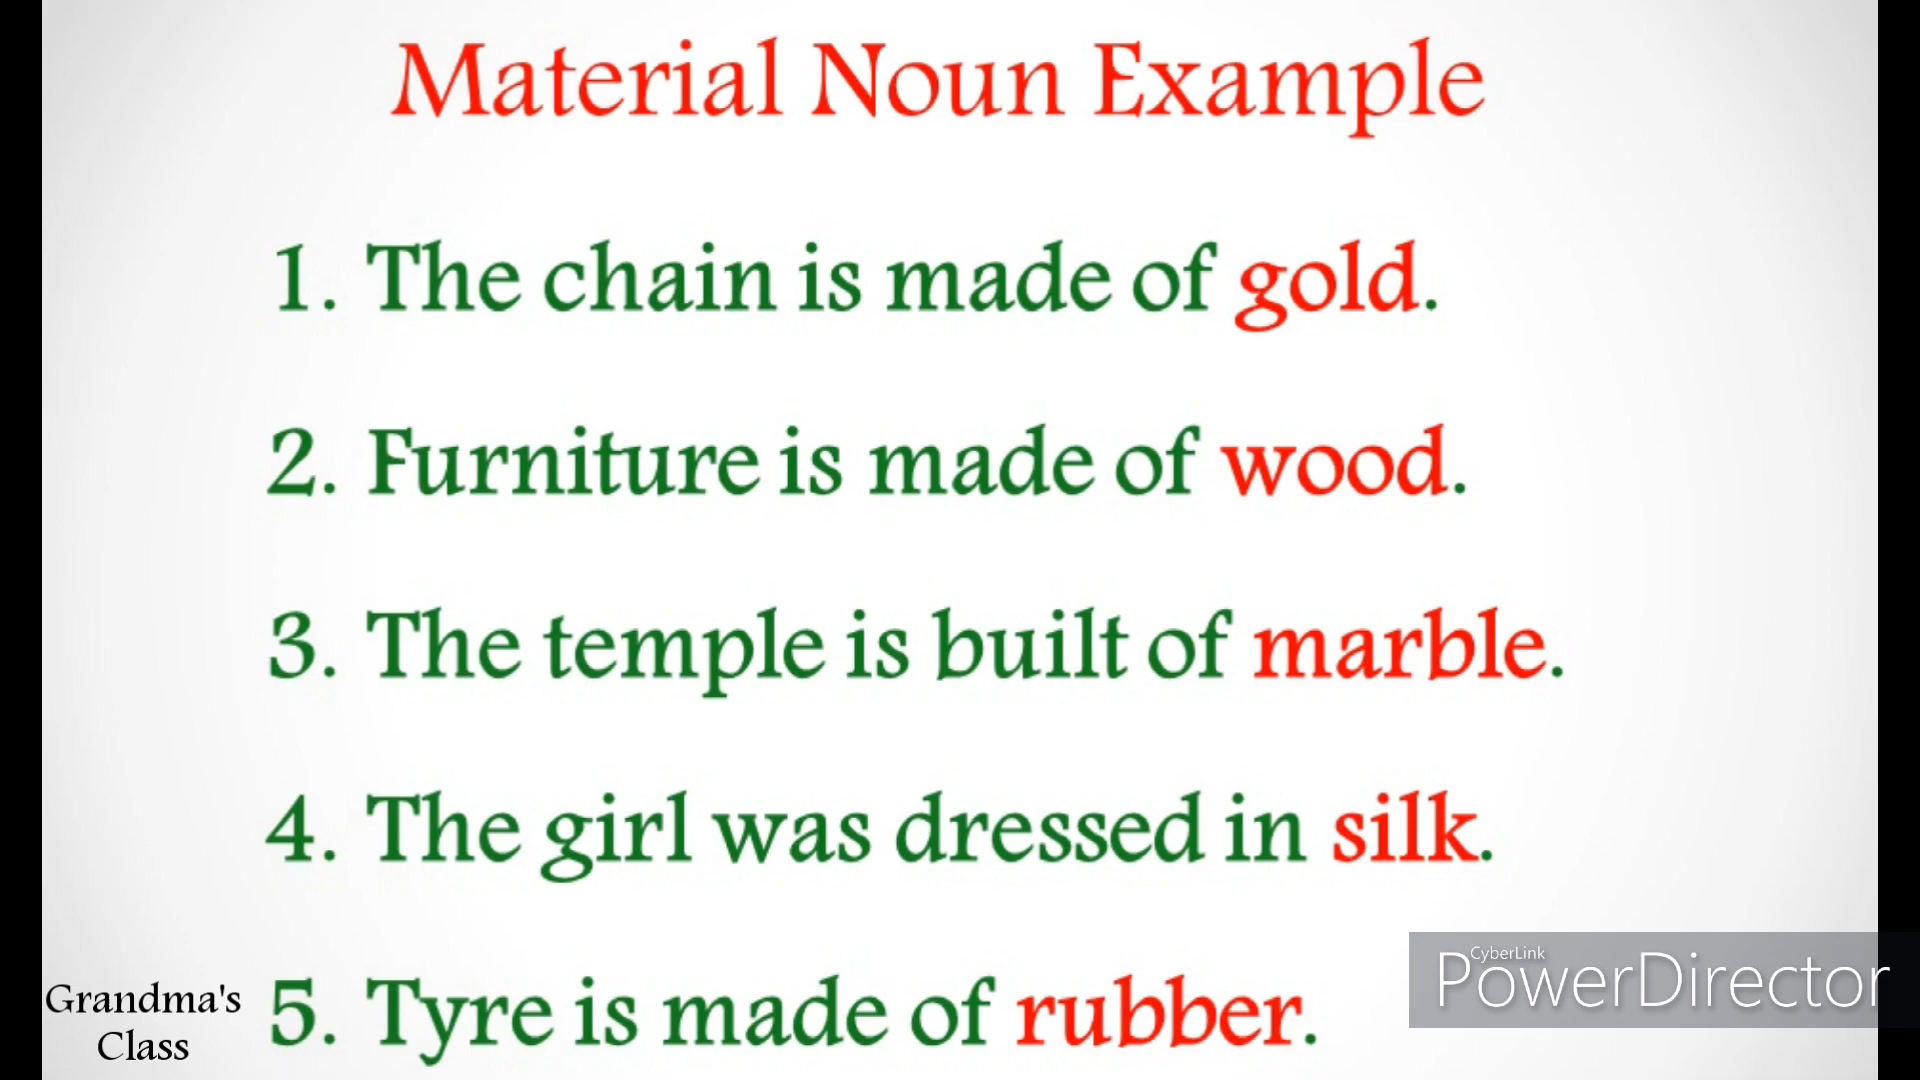 Material Noun Example
1. The chain is made of gold.
2. Furniture is made of wood.
3. The temple is built of marble.
4. The girl was dressed in silk.
5. Tyre is made of rubber.
Grandma's
Class
CyberLink
PowerDirector